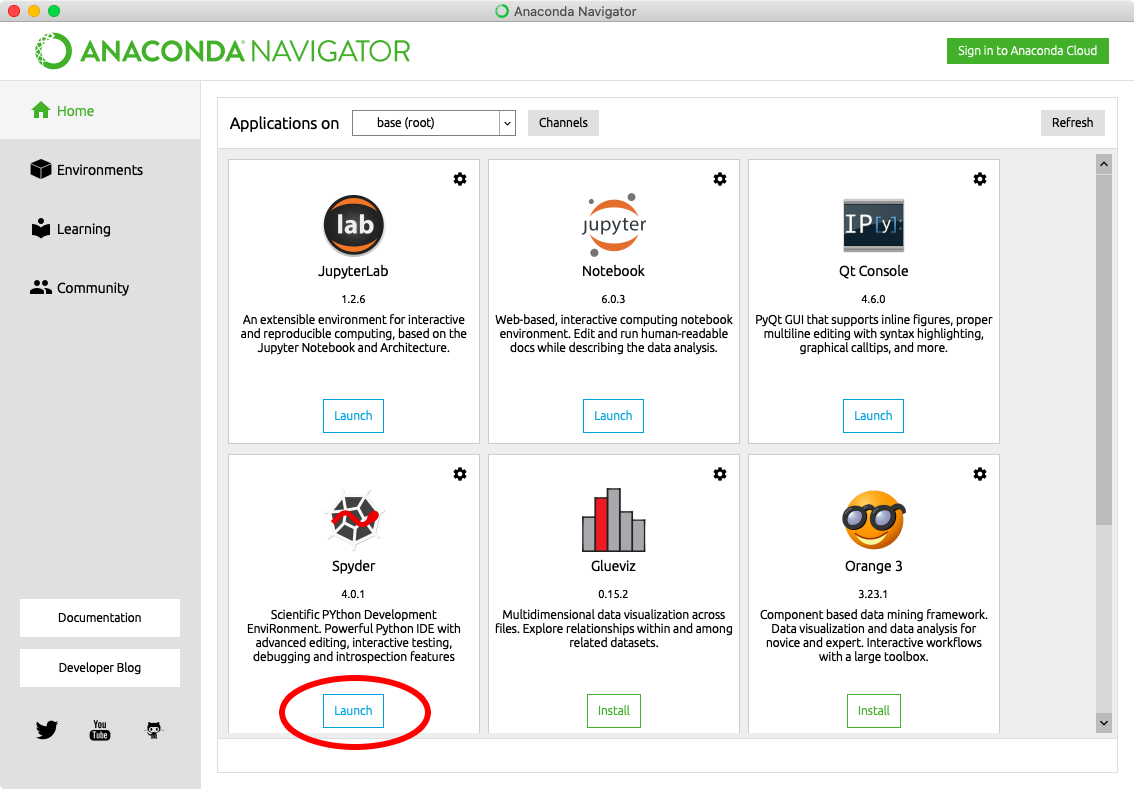 Anaconda Navigator
ANACONDA NAVIGATOR
Sign in to Anaconda Cloud
Home
Environments
Learning
Community
Documentation
Developer Blog
You
Tube
Applications on
base (root)
Channels
Refresh
lab
JupyterLab
1.2.6
An extensible environment for interactive
and reproducible computing, based on the
Jupyter Notebook and Architecture.
Launch
jupyter
Notebook
6.0.3
Web-based, interactive computing notebook
environment. Edit and run human-readable
docs while describing the data analysis.
Launch
IP[y]:
Qt Console
4.6.0
PyQt GUI that supports inline figures, proper
multiline editing with syntax highlighting,
graphical calltips, and more.
Launch
Spyder
4.0.1
Scientific PYthon Development
EnviRonment. Powerful Python IDE with
advanced editing, interactive testing,
debugging and introspection features
Launch
Glueviz
0.15.2
Multidimensional data visualization across
files. Explore relationships within and among
related datasets.
Install
Orange 3
3.23.1
Component based data mining framework.
Data visualization and data analysis for
novice and expert. Interactive workflows
with a large toolbox.
Install